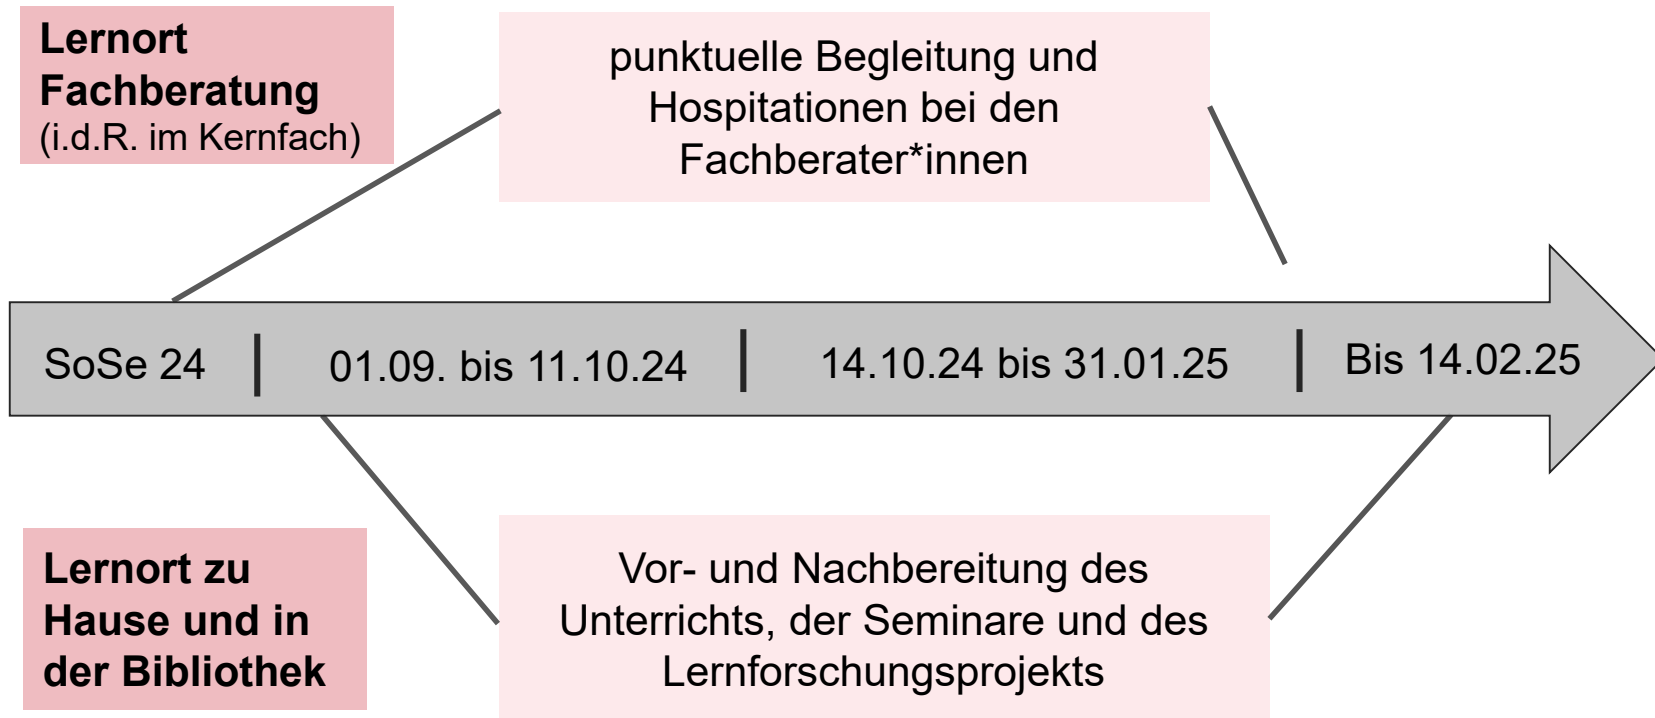 Lernort
Fachberatung
(i.d.R. im Kernfach)
punktuelle Begleitung und
Hospitationen bei den
Fachberater*innen
SoSe 24
01.09. bis 11.10.24
14.10.24 bis 31.01.25
Bis 14.02.25
Lernort zu
Hause und in
der Bibliothek
Vor- und Nachbereitung des
Unterrichts, der Seminare und des
Lernforschungsprojekts